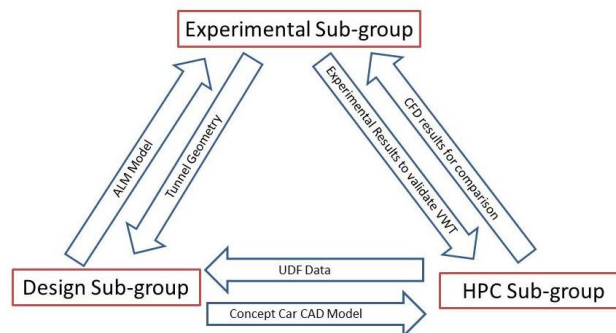 Experimental Sub-group
ALM Model
Tunnel Geometry
Experimental Results to validate VWT
CFD results for comparison
UDF Data
Design Sub-group
HPC Sub-group
Concept Car CAD Model